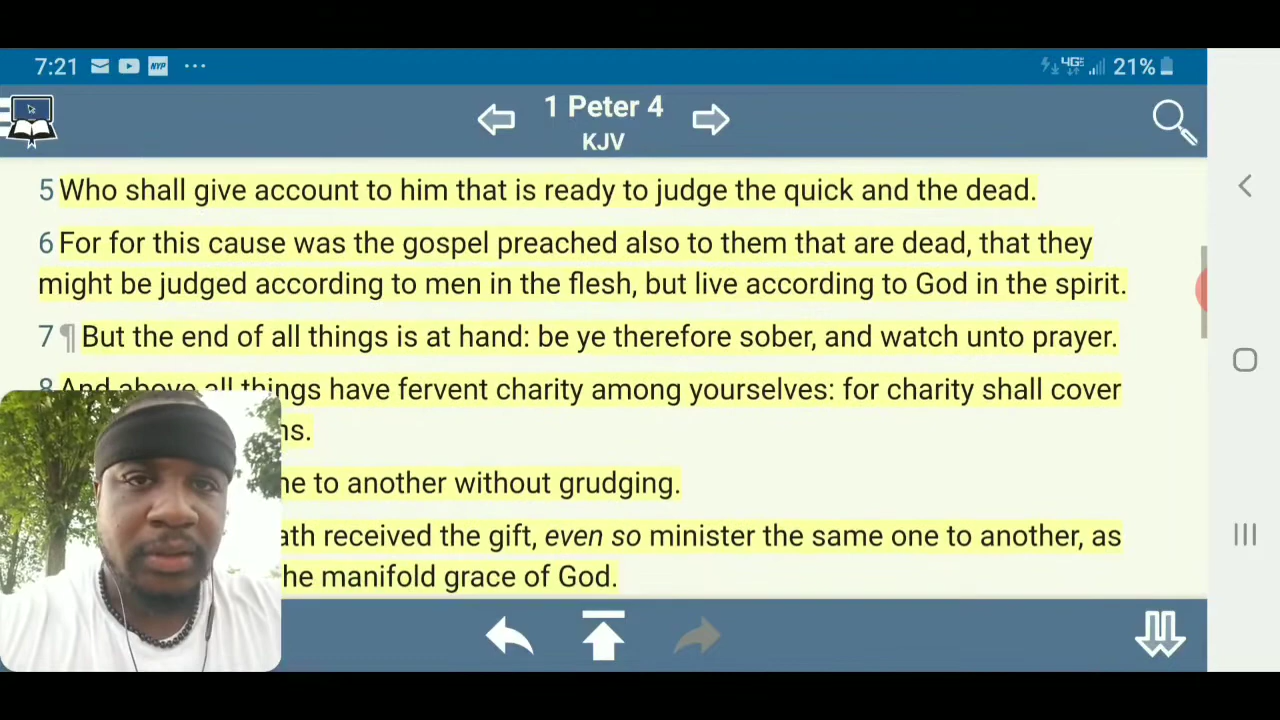 7:21 NYP ... 4G 21%
1 Peter 4
KJV
5 Who shall give account to him that is ready to judge the quick and the dead.
6 For for this cause was the gospel preached also to them that are dead, that they
might be judged according to men in the flesh, but live according to God in the spirit.
7 ¶ But the end of all things is at hand: be ye therefore sober, and watch unto prayer.
8 And above all things have fervent charity among yourselves: for charity shall cover
ns.
ne to another without grudging.
ath received the gift, even so minister the same one to another, as
he manifold grace of God.